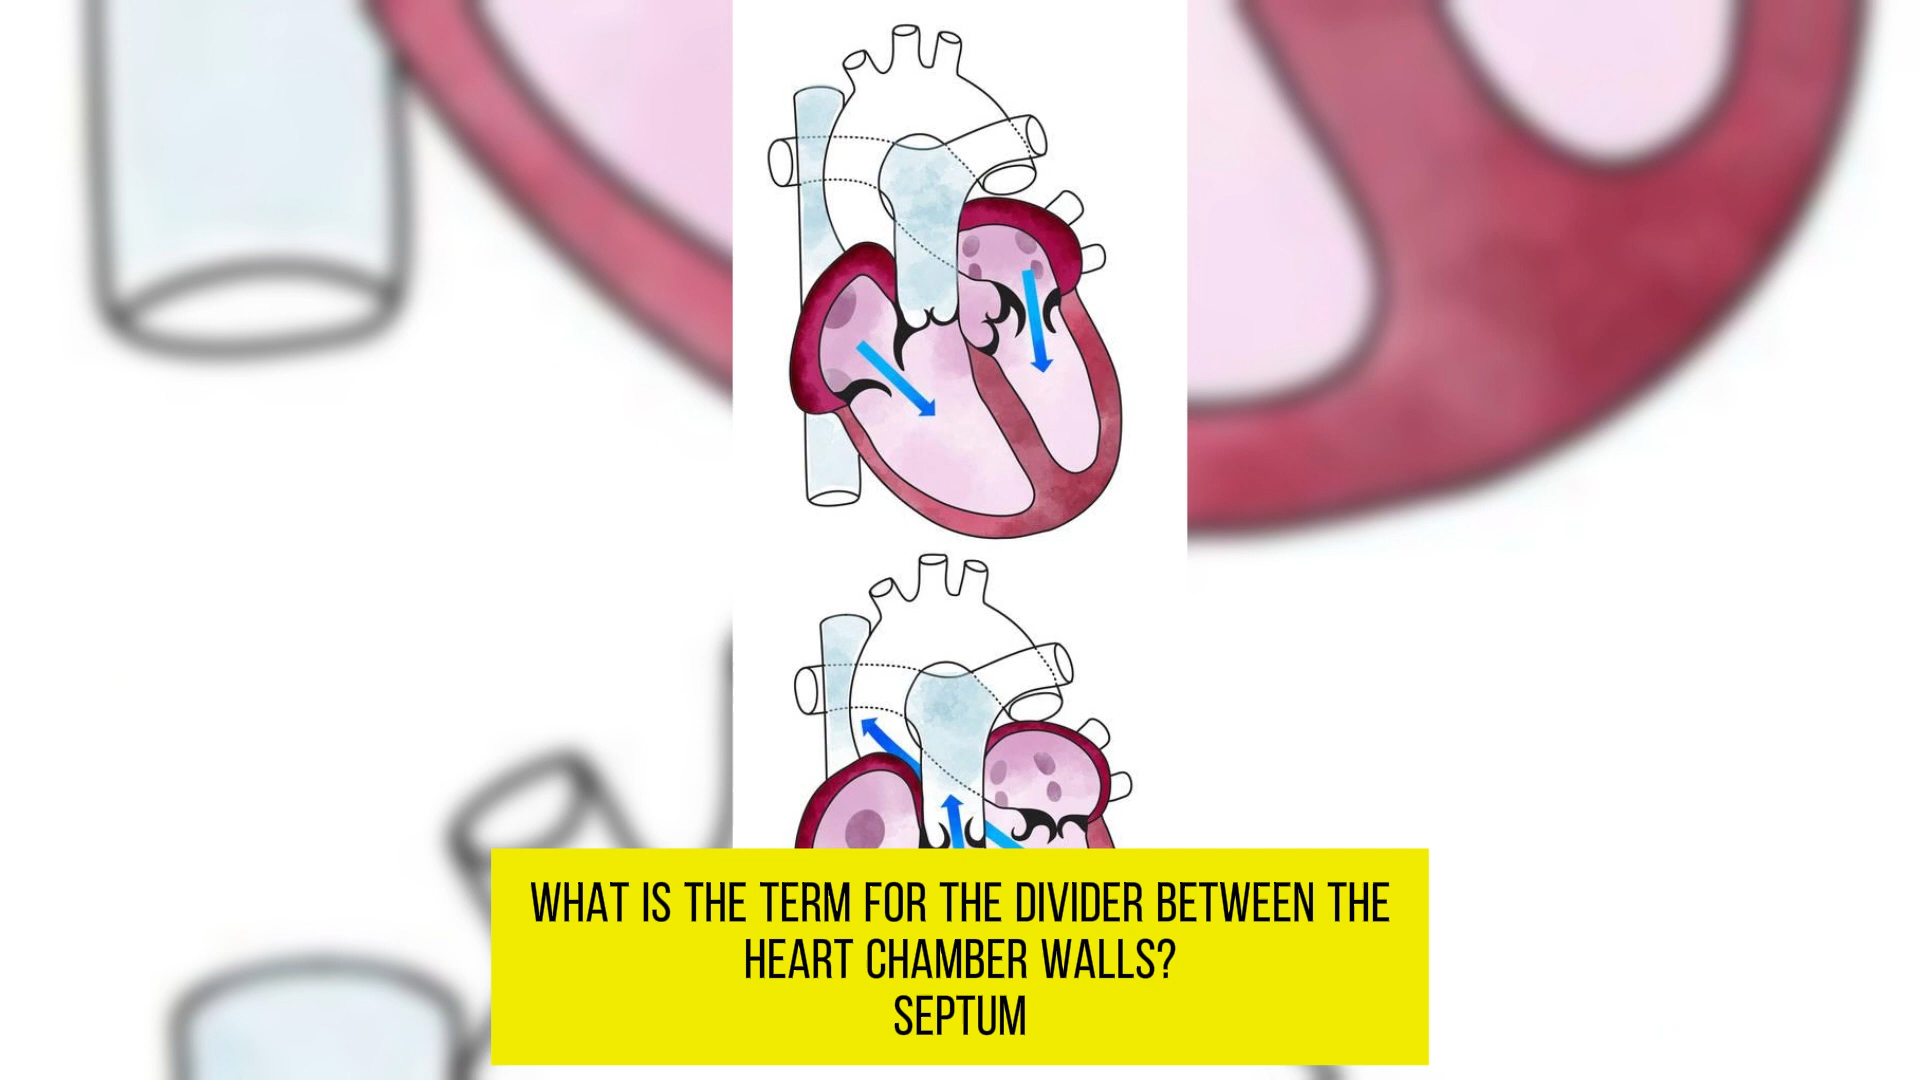 WHAT IS THE TERM FOR THE DIVIDER BETWEEN THE
HEART CHAMBER WALLS?
SEPTUM